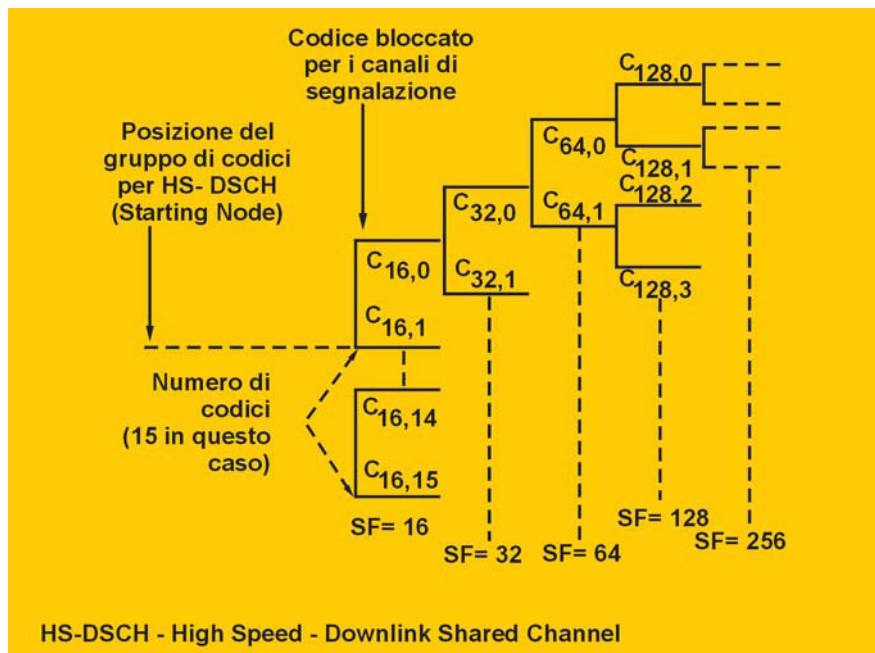 Codice bloccato
per i canali di
segnalazione
Posizione del
gruppo di codici
per HS- DSCH
(Starting Node)
Numero di
codici
(15 in questo
caso)
C16,0
C16,1
C16,14
C16,15
SF= 16
C32,0
C32,1
SF= 32
C64,0
C64,1
SF= 64
C128,0
C128,1
C128,2
C128,3
SF= 128
SF= 256
HS-DSCH - High Speed - Downlink Shared Channel